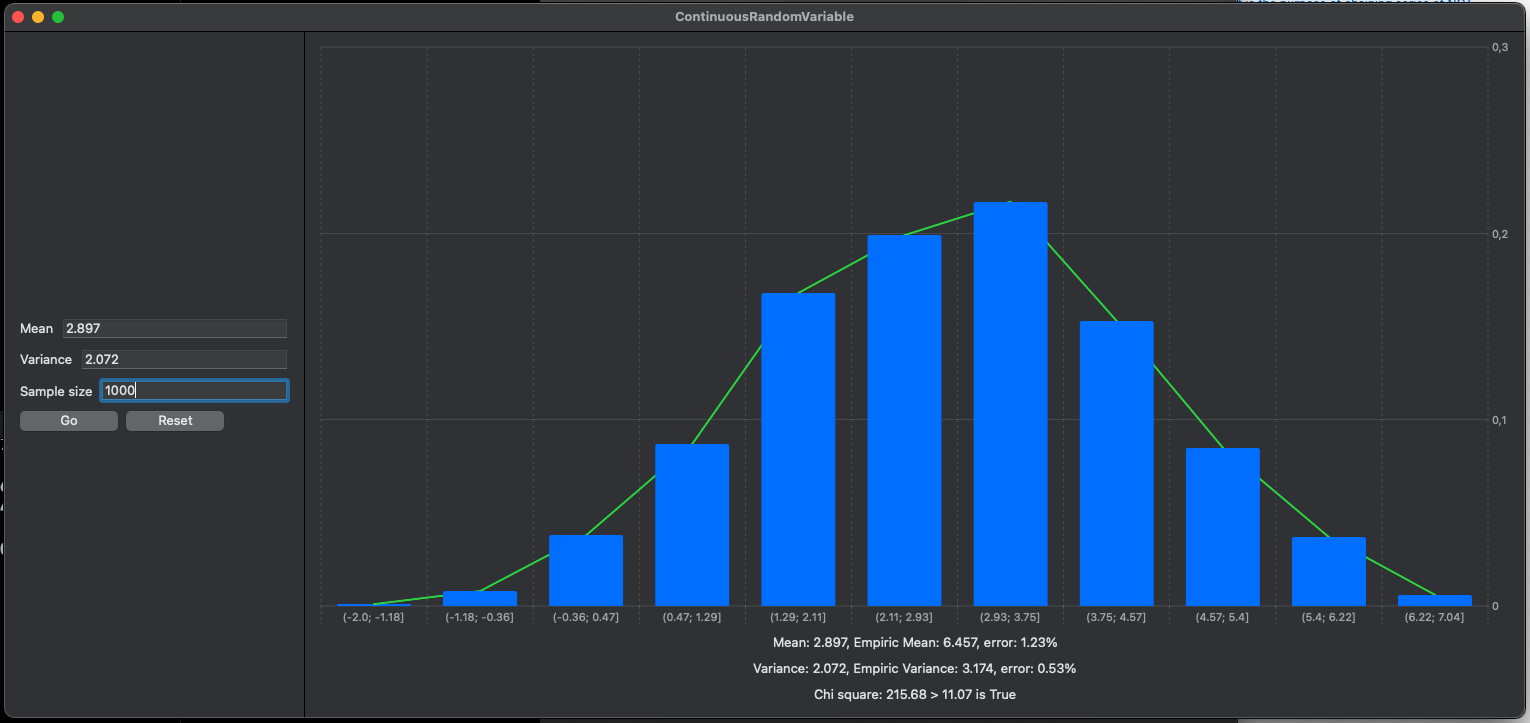 ContinuousRandomVariable
Mean 2.897
Variance 2.072
Sample size 1000
Go Reset
0,3
0,2
0,1
0
(-2.0; -1.18] (-1.18; -0.36] (-0.36; 0.47] (0.47; 1.29] (1.29; 2.11] (2.11; 2.93] (2.93; 3.75] (3.75; 4.57] (4.57; 5.4] (5.4; 6.22] (6.22; 7.04]
Mean: 2.897, Empiric Mean: 6.457, error: 1.23%
Variance: 2.072, Empiric Variance: 3.174, error: 0.53%
Chi square: 215.68 > 11.07 is True